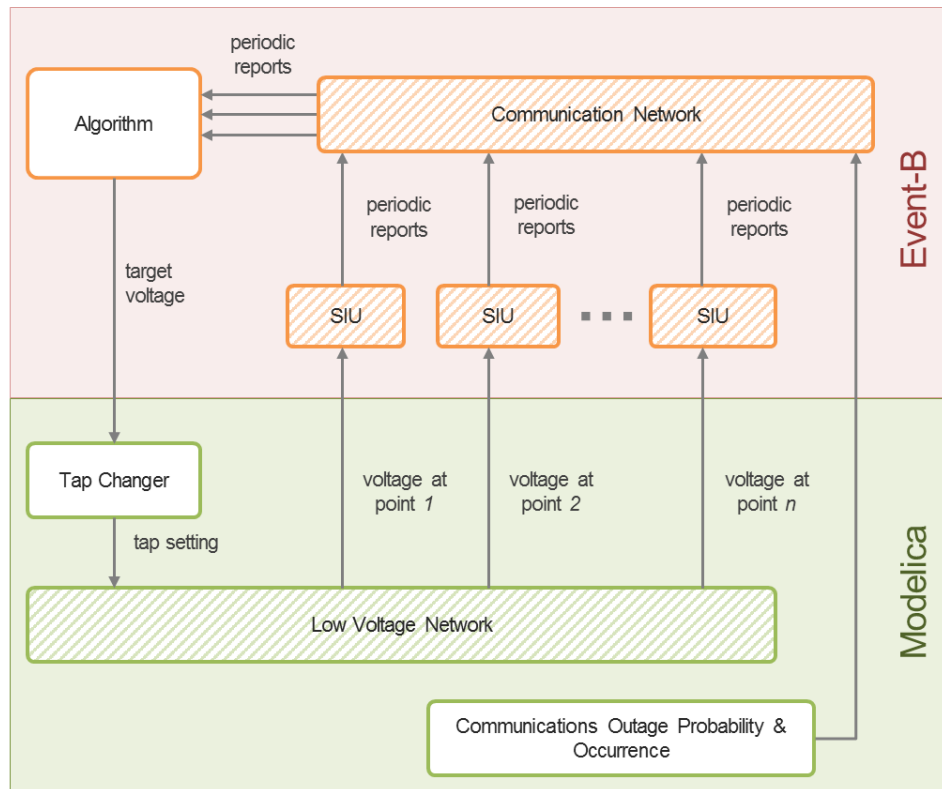 periodic
reports
Algorithm
Communication Network
Event-B
periodic
reports
periodic
reports
periodic
reports
target
voltage
SIU
SIU
SIU
Tap Changer
voltage at
point 1
voltage at
point 2
voltage at
point n
tap setting
Low Voltage Network
Modelica
Communications Outage Probability &
Occurrence